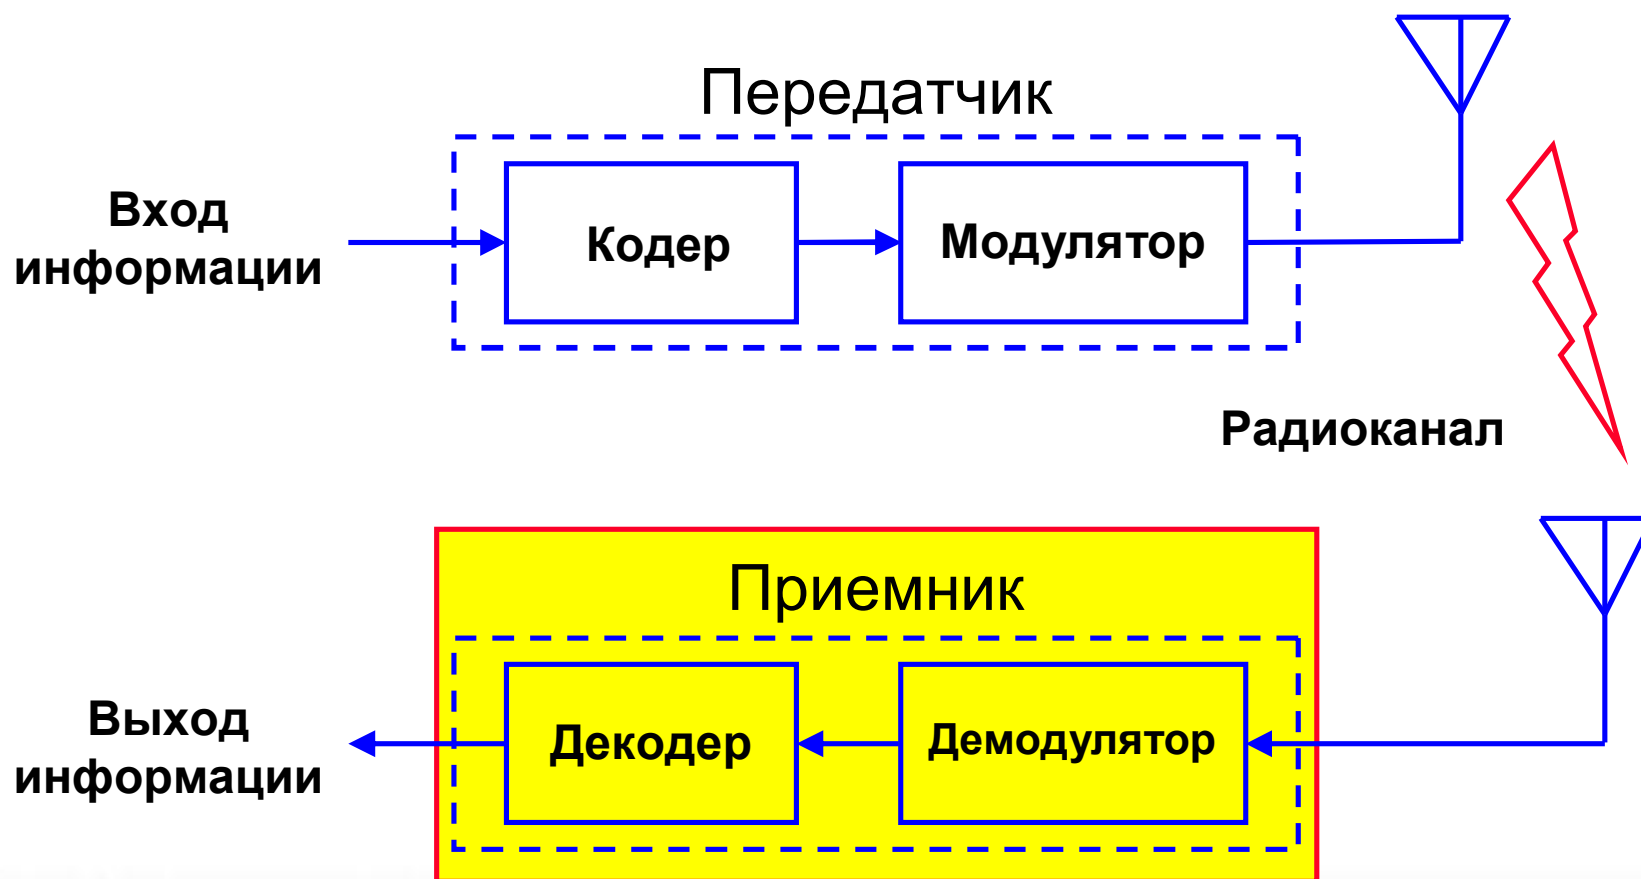 Передатчик
Вход
информации
Кодер
Модулятор
Радиоканал
Приемник
Выход
информации
Декодер
Демодулятор